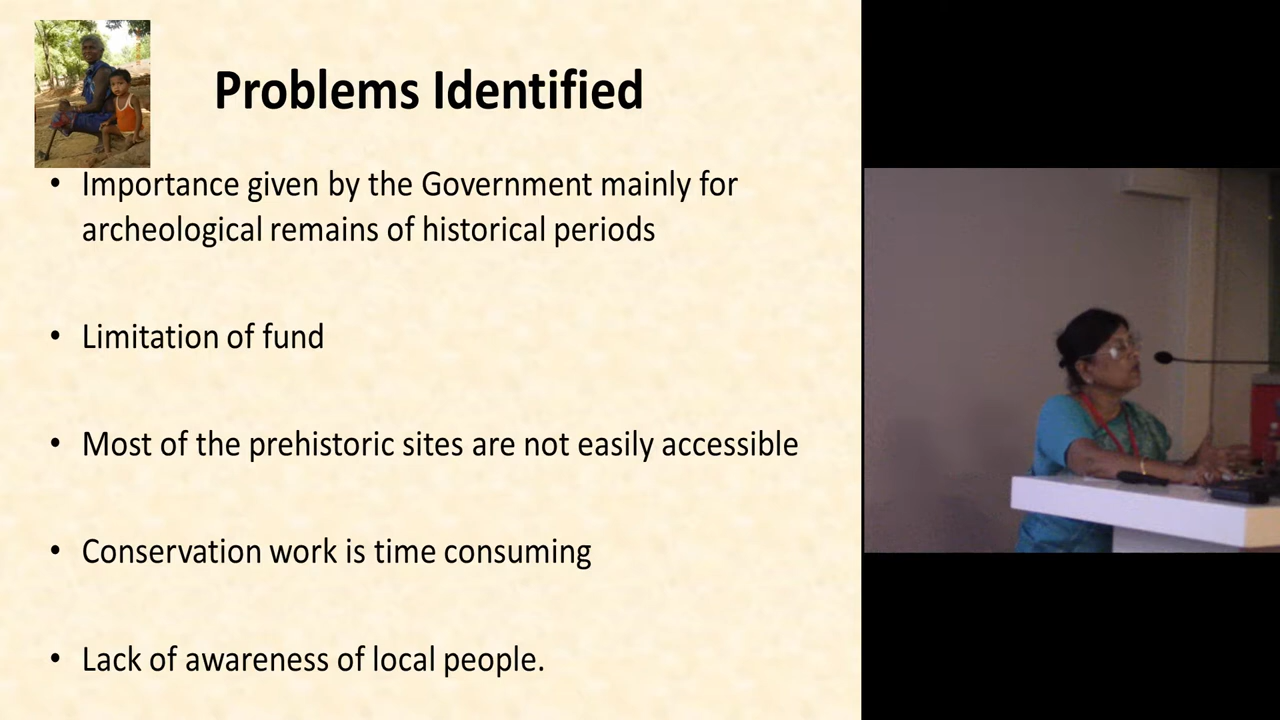 Problems Identified
• Importance given by the Government mainly for
archeological remains of historical periods
• Limitation of fund
• Most of the prehistoric sites are not easily accessible
• Conservation work is time consuming
• Lack of awareness of local people.